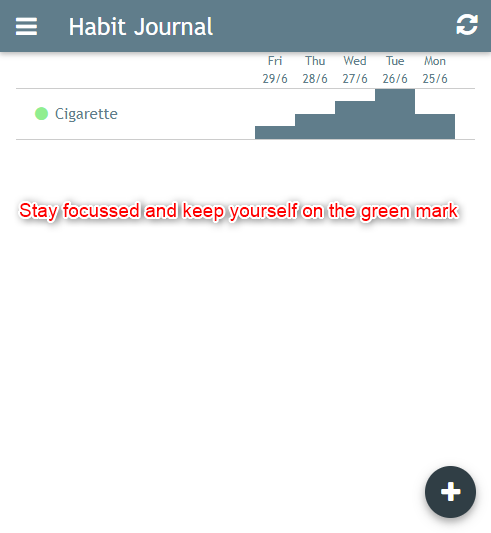 Habit Journal
Fri Thu Wed Tue Mon
29/6 28/6 27/6 26/6 25/6
Cigarette
Stay focussed and keep yourself on the green mark